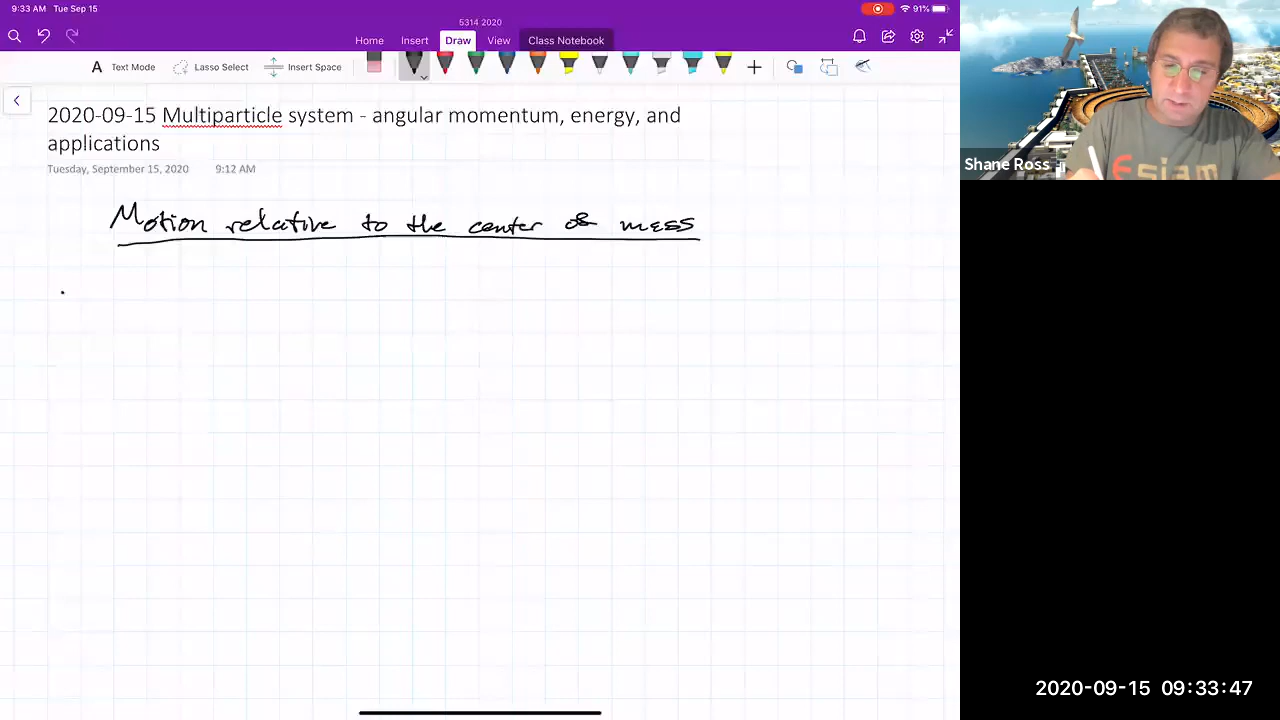 9:33 AM Tue Sep 15
91%
5314 2020
Home Insert Draw View Class Notebook
A Text Mode Lasso Select Insert Space
2020-09-15 Multiparticle system - angular momentum, energy, and
applications
Tuesday, September 15, 2020 9:12 AM
Motion relative to the center of mass
Shane Ross
Esiam
2020-09-15 09:33:47